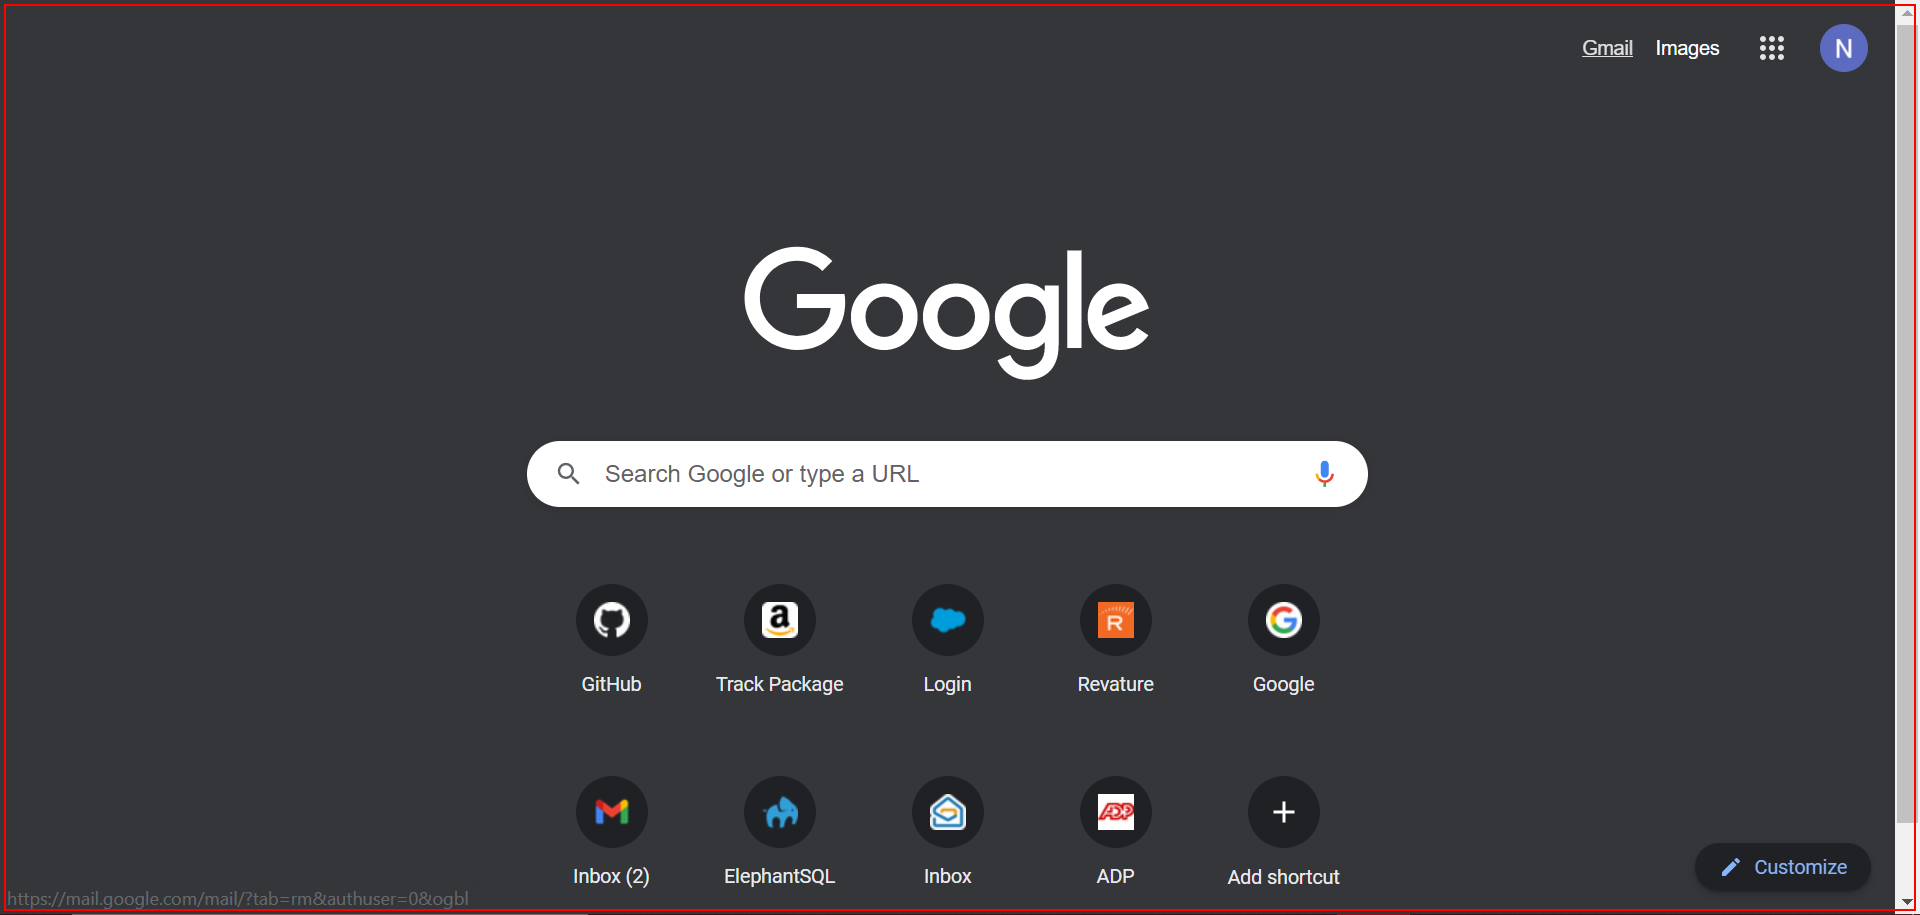 Gmail Images
N
Google
Search Google or type a URL
a
R
G
GitHub Track Package Login Revature Google
ADP
Inbox (2) ElephantSQL Inbox ADP Add shortcut
Customize
https://mail.google.com/mail/?tab=rm&authuser=0&ogbl